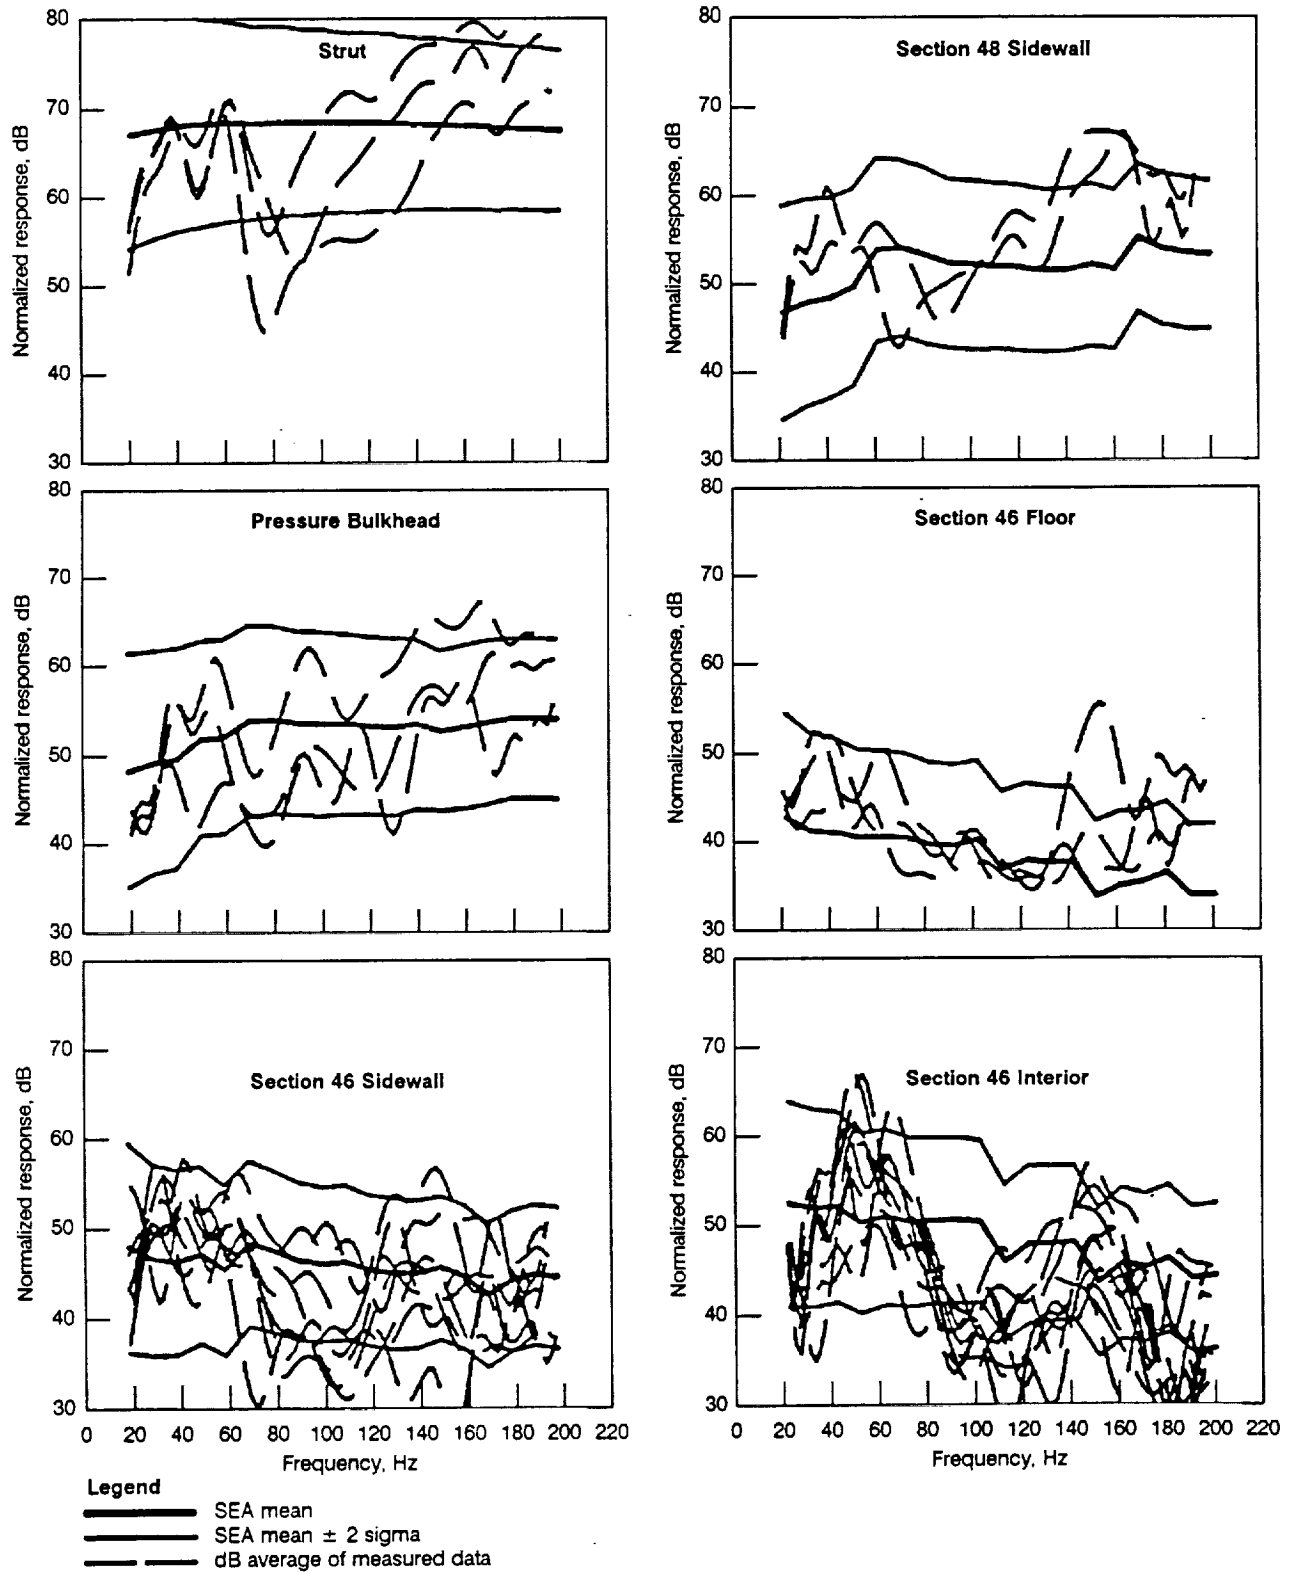 Strut
Normalized response, dB
80
70
60
50
40
30
Section 48 Sidewall
Normalized response, dB
80
70
60
50
40
30
Pressure Bulkhead
Normalized response, dB
80
70
60
50
40
30
Section 46 Floor
Normalized response, dB
80
70
60
50
40
30
Section 46 Sidewall
Normalized response, dB
80
70
60
50
40
30
0 20 40 60 80 100 120 140 160 180 200 220
Frequency, Hz
Section 46 Interior
Normalized response, dB
80
70
60
50
40
30
0 20 40 60 80 100 120 140 160 180 200 220
Frequency, Hz
Legend
SEA mean
SEA mean ± 2 sigma
dB average of measured data